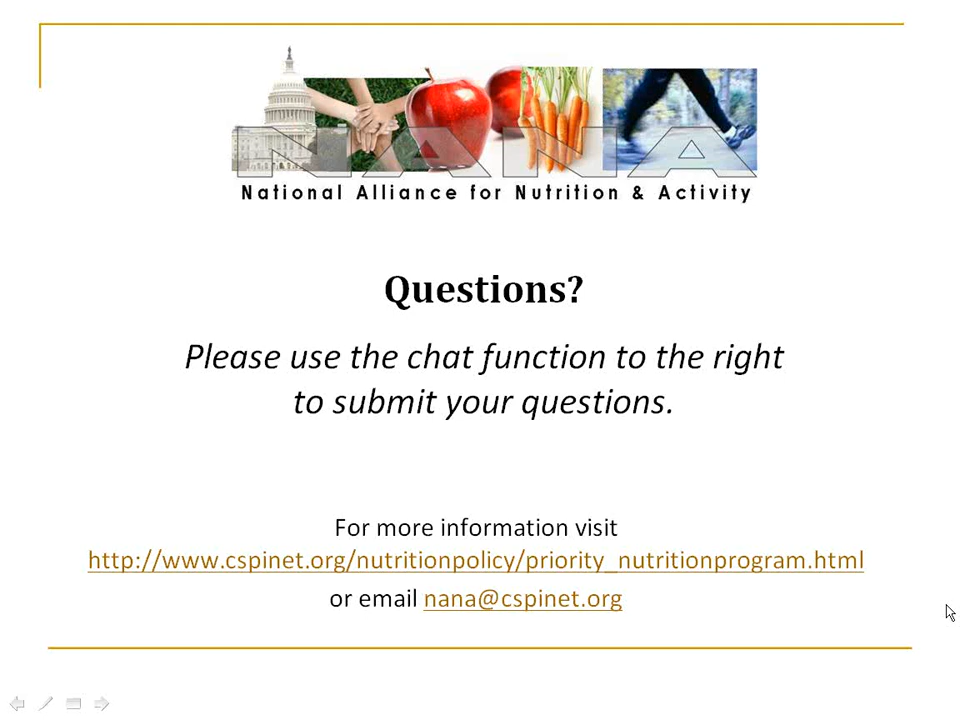 NANA
National Alliance for Nutrition & Activity
Questions?
Please use the chat function to the right
to submit your questions.
For more information visit
http://www.cspinet.org/nutritionpolicy/priority_nutritionprogram.html
or email nana@cspinet.org